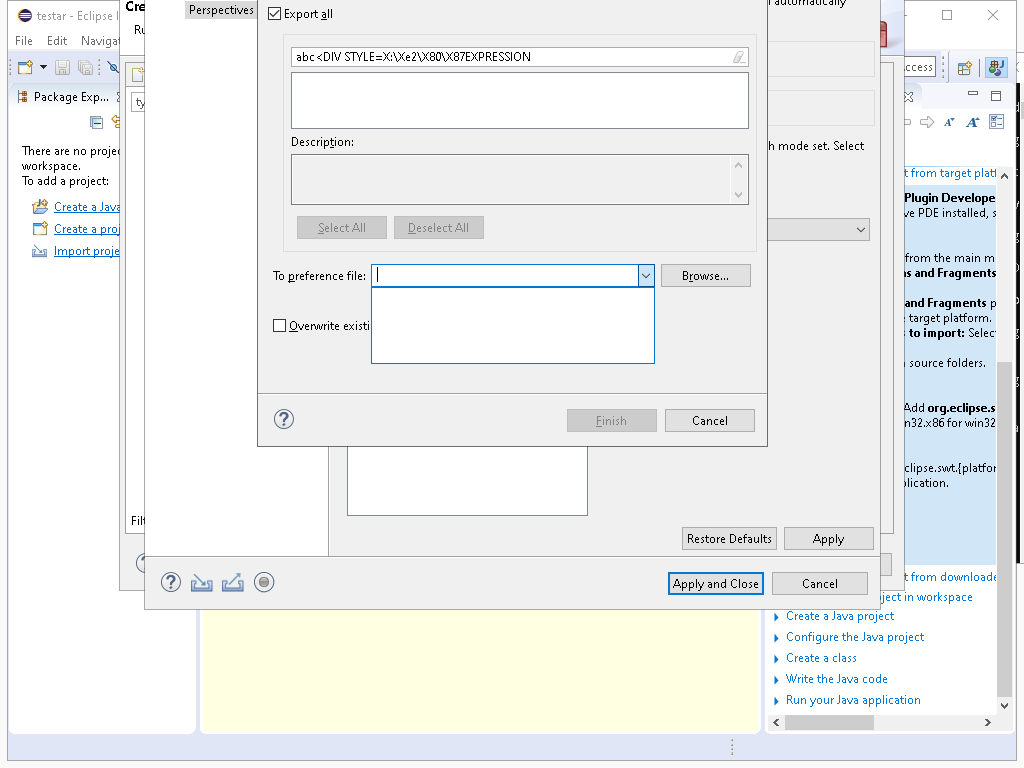 testar - Eclipse I
Cre
Perspectives
Export all
automatically
File Edit Naviga
Ru
abc<DIV STYLE=X:\Xe2\X80\X87EXPRESSION
ccess
Package Exp...
ty
Description:
h mode set. Select
There are no projec
workspace.
To add a project:
t from target platf
Plugin Develope
ve PDE installed, s
Create a Java
Create a proj
Import proje
Select All
Deselect All
from the main m
ns and Fragments
To preference file:
Browse...
and Fragments p
e target platform.
to import: Selec
source folders.
Overwrite existi
Add org.eclipse.s
n32.x86 for win32
Finish
Cancel
clipse.swt.{platfor
plication.
Filt
Restore Defaults
Apply
Apply and Close
Cancel
t from downloade
ject in workspace
Create a Java project
Configure the Java project
Create a class
Write the Java code
Run your Java application